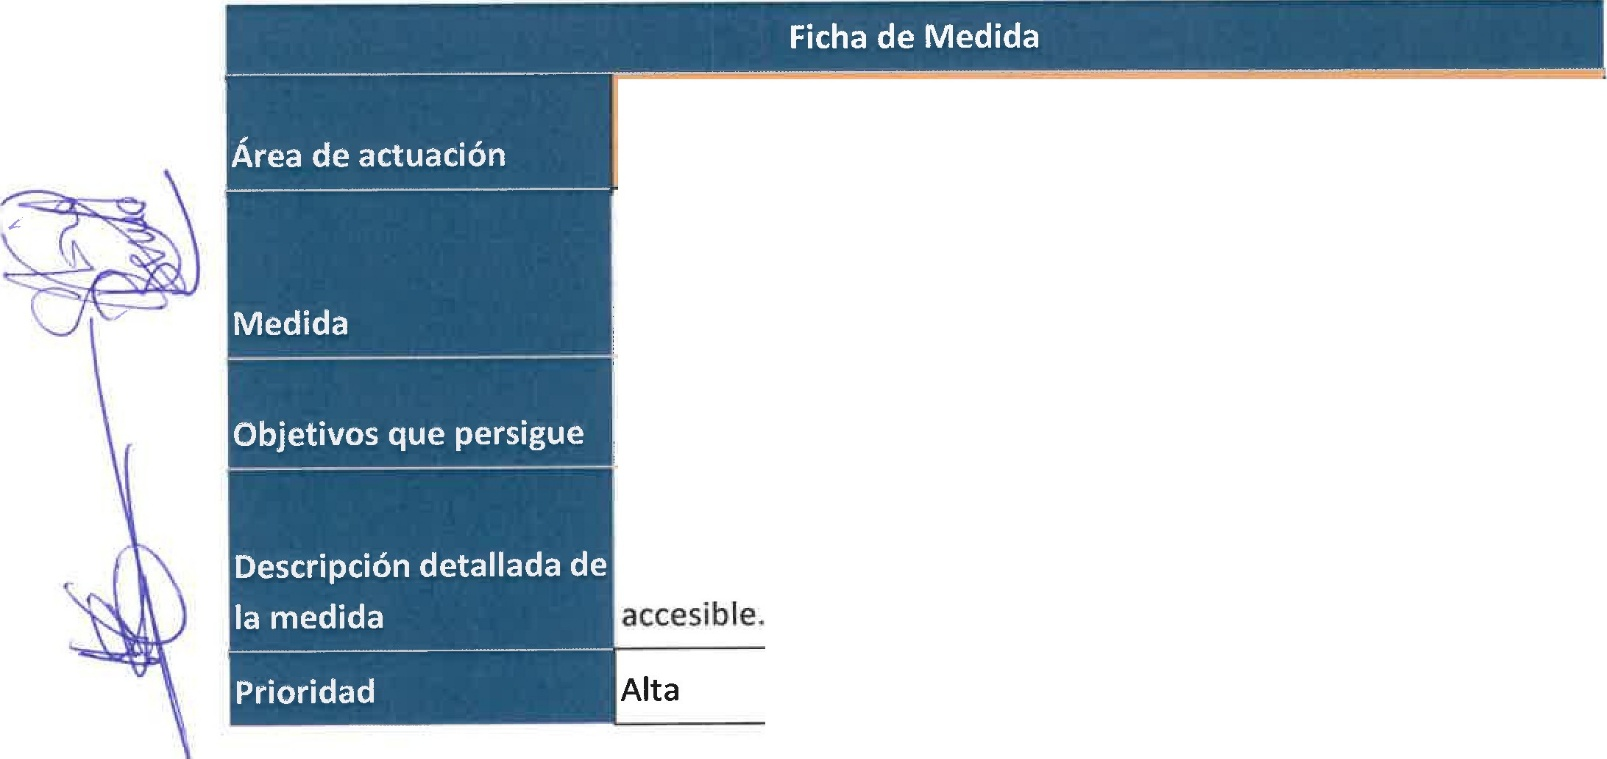 Ficha de Medida
Área de actuación
Medida
Objetivos que persigue
Descripción detallada de
la medida
accesible.
Prioridad
Alta